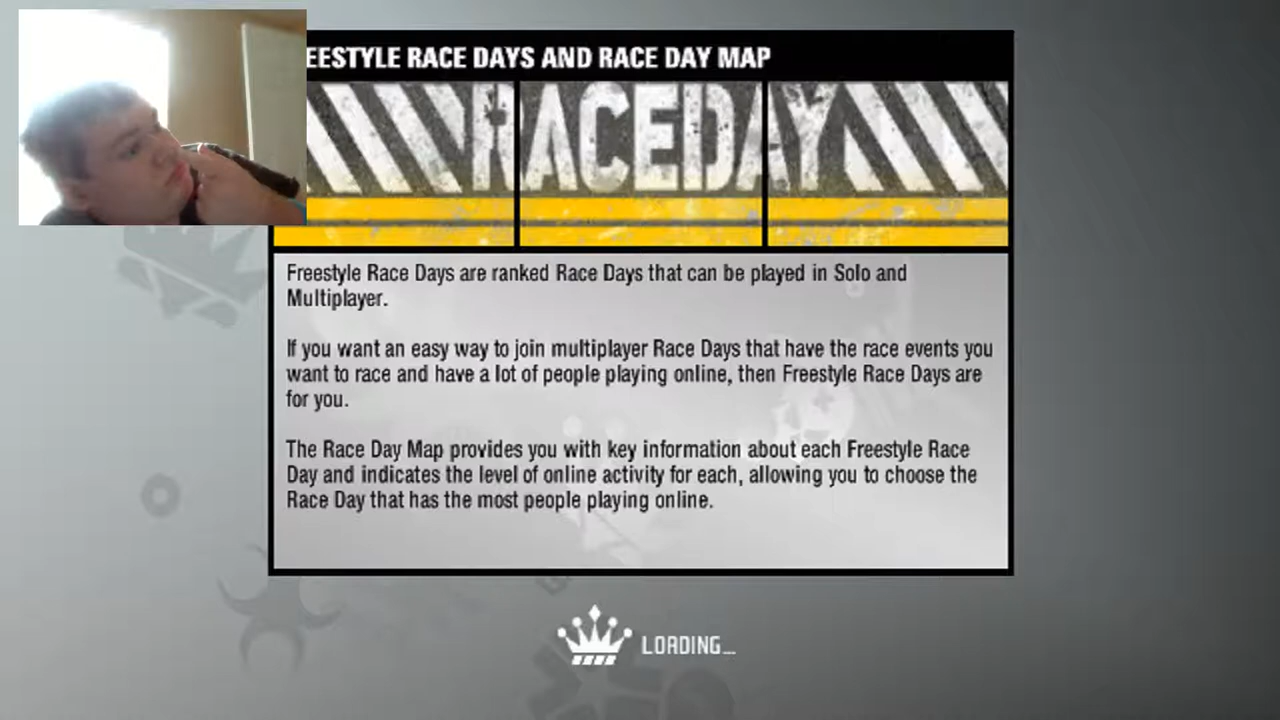 EESTYLE RACE DAYS AND RACE DAY MAP
RACEDAY
Freestyle Race Days are ranked Race Days that can be played in Solo and
Multiplayer.
If you want an easy way to join multiplayer Race Days that have the race events you
want to race and have a lot of people playing online, then Freestyle Race Days are
for you.
The Race Day Map provides you with key information about each Freestyle Race
Day and indicates the level of online activity for each, allowing you to choose the
Race Day that has the most people playing online.
LOADING...